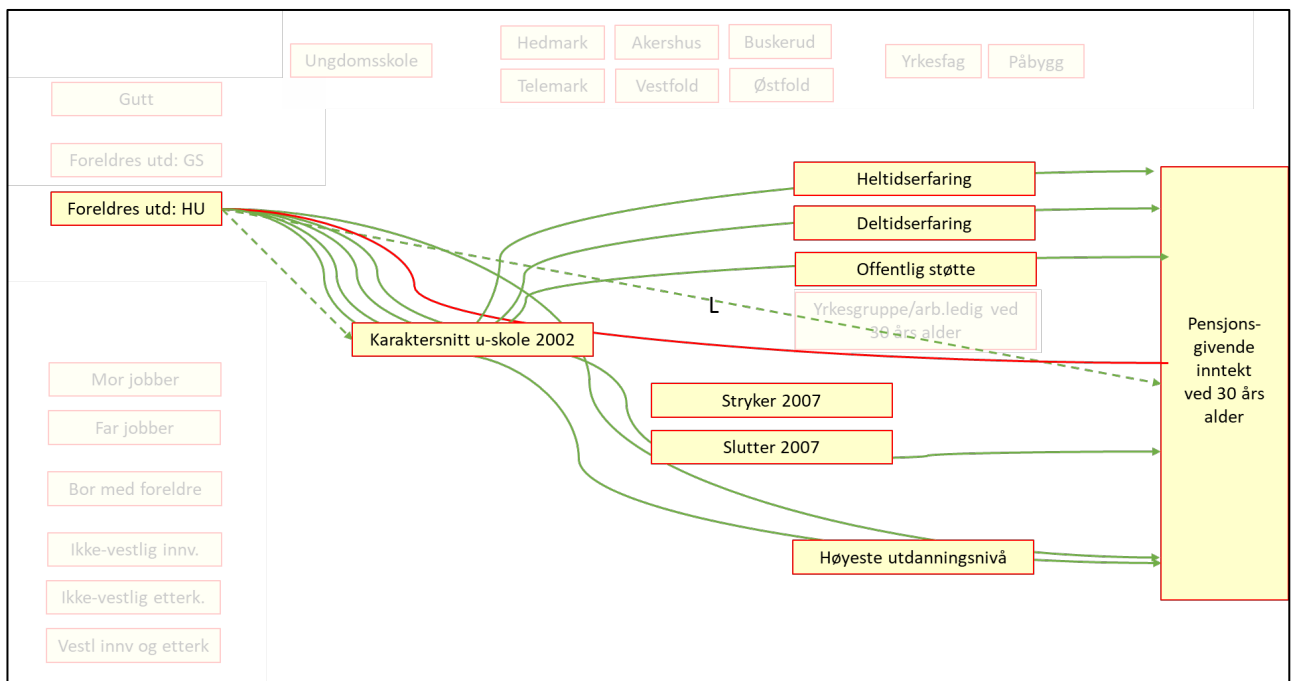 Ungdomsskole
Hedmark
Akershus
Buskerud
Telemark
Vestfold
Østfold
Yrkesfag
Påbygg
Gutt
Foreldres utd: GS
Foreldres utd: HU
Heltidserfaring
Deltidserfaring
Offentlig støtte
L
Yrkesgruppe/arb.ledig ved
30 års alder
Karaktersnitt u-skole 2002
Pensjons-
givende
inntekt
ved 30 års
alder
Mor jobber
Far jobber
Stryker 2007
Slutter 2007
Bor med foreldre
Ikke-vestlig innv.
Høyeste utdanningsnivå
Ikke-vestlig etterk.
Vestl innv og etterk